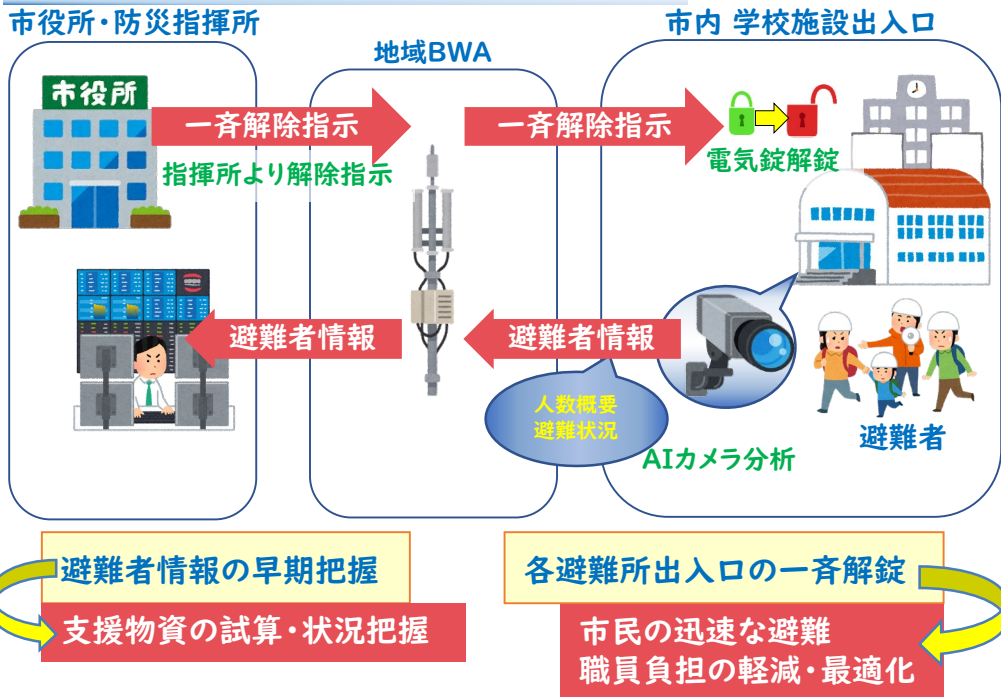 市役所・防災指揮所
地域BWA
市内 学校施設出入口
市役所
一斉解除指示
指揮所より解除指示
一斉解除指示
電気錠解錠
避難者情報
避難者情報
人数概要
避難状況
AIカメラ分析
避難者
避難者情報の早期把握
支援物資の試算・状況把握
各避難所出入口の一斉解錠
市民の迅速な避難
職員負担の軽減・最適化